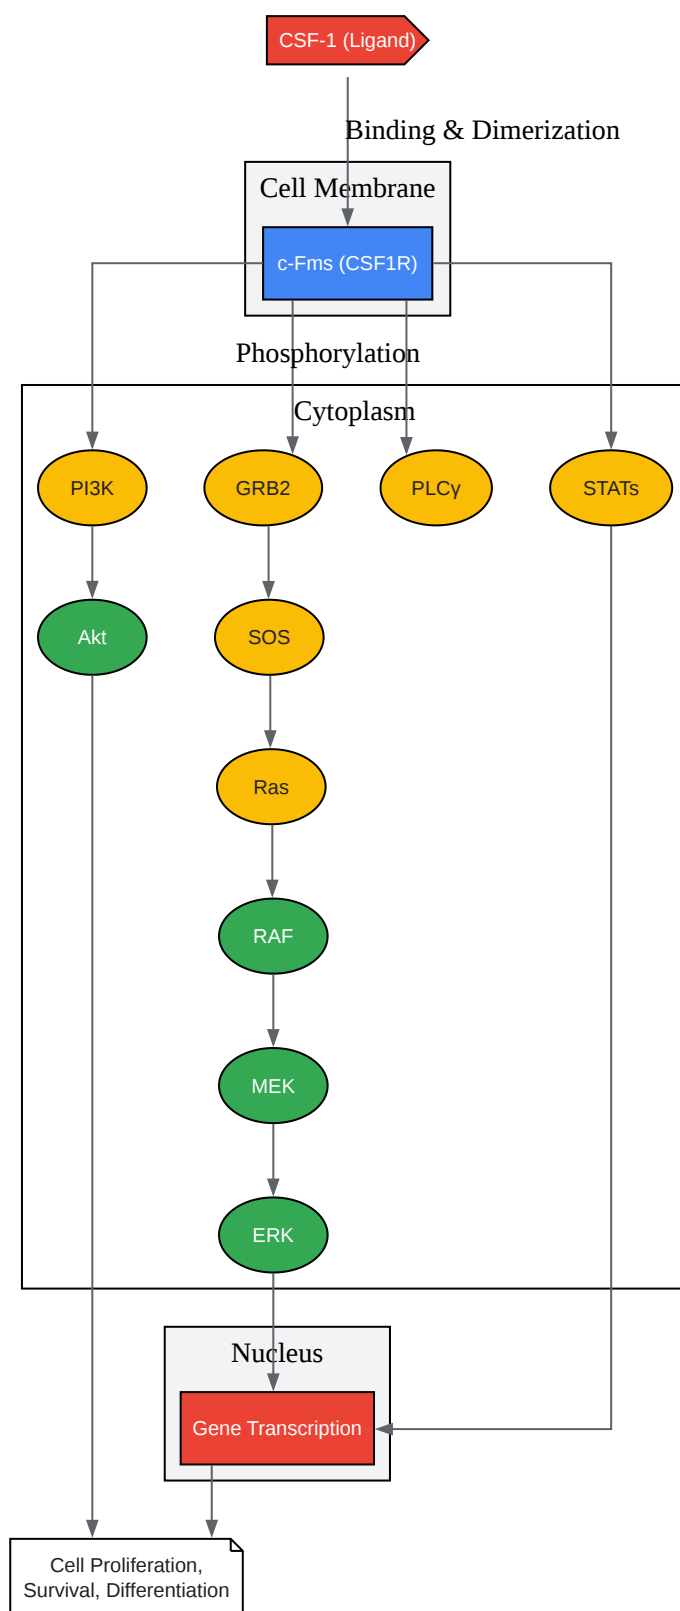 CSF-1 (Ligand)
Binding & Dimerization
Cell Membrane
c-Fms (CSF1R)
Phosphorylation
Cytoplasm
PI3K
GRB2
PLCγ
STATs
Akt
SOS
Ras
RAF
MEK
ERK
Nucleus
Gene Transcription
Cell Proliferation,
Survival, Differentiation